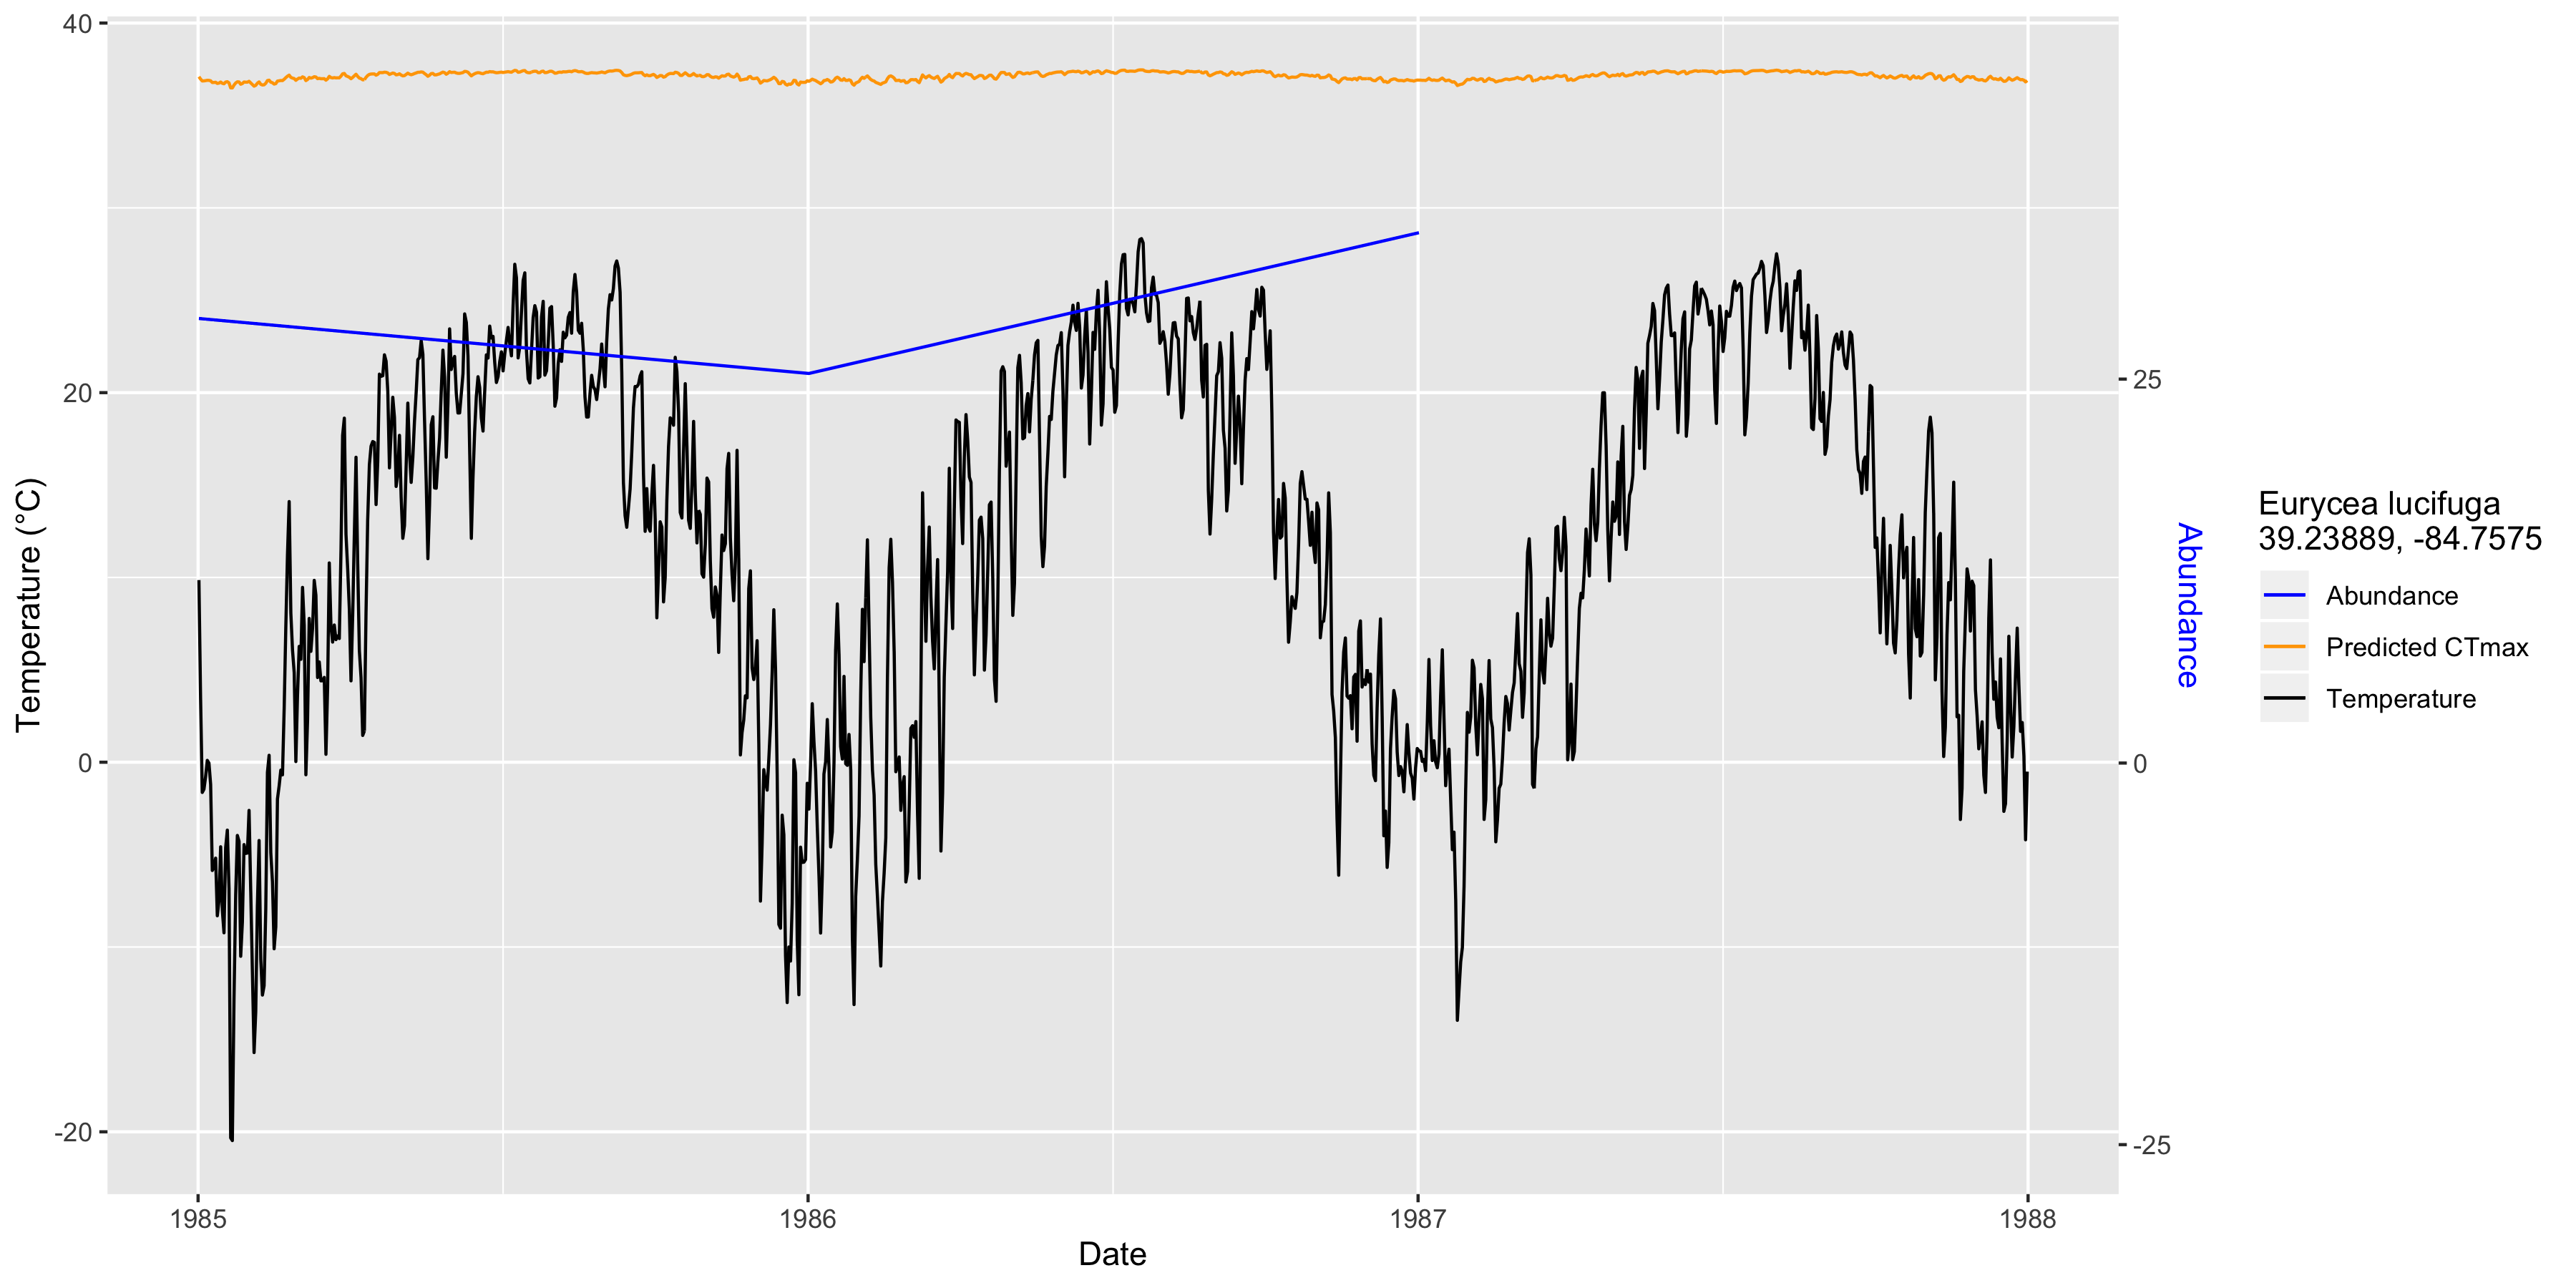 40
20
0
-20
Temperature (°C)
1985
1986
1987
1988
Date
25
0
-25
Abundance
Eurycea lucifuga
39.23889, -84.7575
Abundance
Predicted CTmax
Temperature